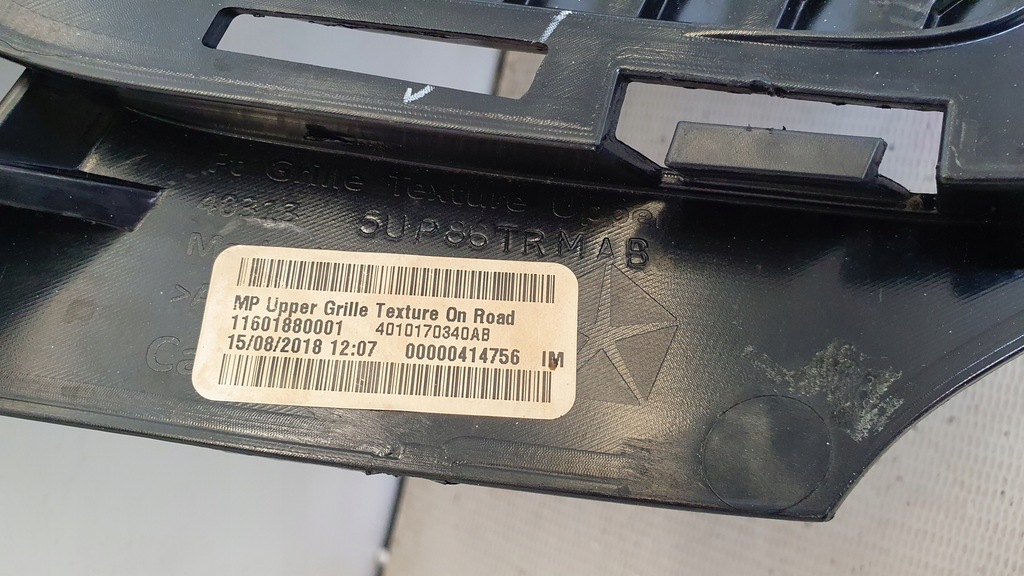 Grille Texture Upper
5UP86TRMAB
MP Upper Grille Texture On Road
11601880001 4010170340AB
15/08/2018 12:07 00000414756 IM